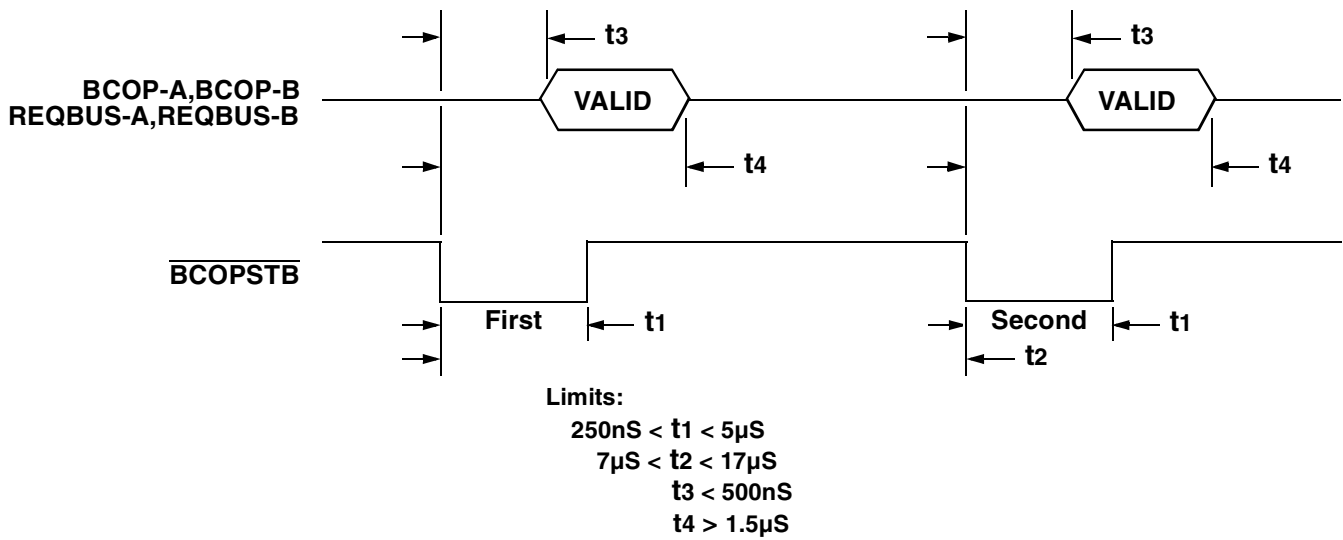 t3 t3
BCOP-A,BCOP-B
REQBUS-A,REQBUS-B
VALID VALID
t4 t4
BCOPSTB
First t1 Second t1
t2
Limits:
250nS < t1 < 5µS
7µS < t2 < 17µS
t3 < 500nS
t4 > 1.5µS